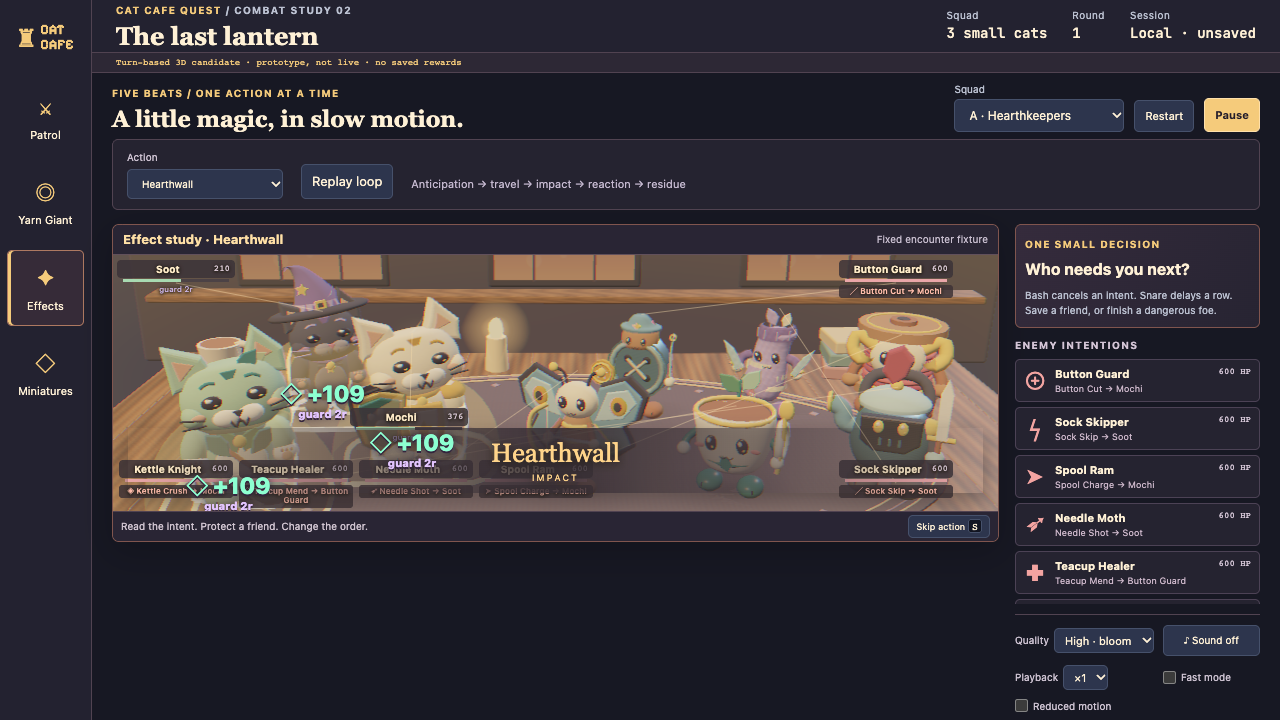 CAT CAFE
Patrol
Yarn Giant
Effects
Miniatures
CAT CAFE QUEST / COMBAT STUDY 02
The last lantern
Squad
3 small cats
Round
1
Session
Local · unsaved
Turn-based 3D candidate · prototype, not live · no saved rewards
FIVE BEATS / ONE ACTION AT A TIME
A little magic, in slow motion.
Squad
A · Hearthkeepers
Restart
Pause
Action
Hearthwall
Replay loop
Anticipation → travel → impact → reaction → residue
Effect study · Hearthwall
Fixed encounter fixture
Soot 210
guard 2r
Button Guard 600
Button Cut → Mochi
+109
guard 2r
Mochi 376
+109
guard 2r
Hearthwall
IMPACT
Kettle Knight 600
Kettle Crush
Teacup Healer 600
cup Mend → Button Guard
Needle Moth 600
Needle Shot → Soot
Spool Ram 600
Spool Charge → Mochi
Sock Skipper 600
Sock Skip → Soot
+109
guard 2r
Read the intent. Protect a friend. Change the order.
Skip action S
ONE SMALL DECISION
Who needs you next?
Bash cancels an intent. Snare delays a row.
Save a friend, or finish a dangerous foe.
ENEMY INTENTIONS
Button Guard 600 HP
Button Cut → Mochi
Sock Skipper 600 HP
Sock Skip → Soot
Spool Ram 600 HP
Spool Charge → Mochi
Needle Moth 600 HP
Needle Shot → Soot
Teacup Healer 600 HP
Teacup Mend → Button Guard
Quality High · bloom
♪ Sound off
Playback ×1
Fast mode
Reduced motion